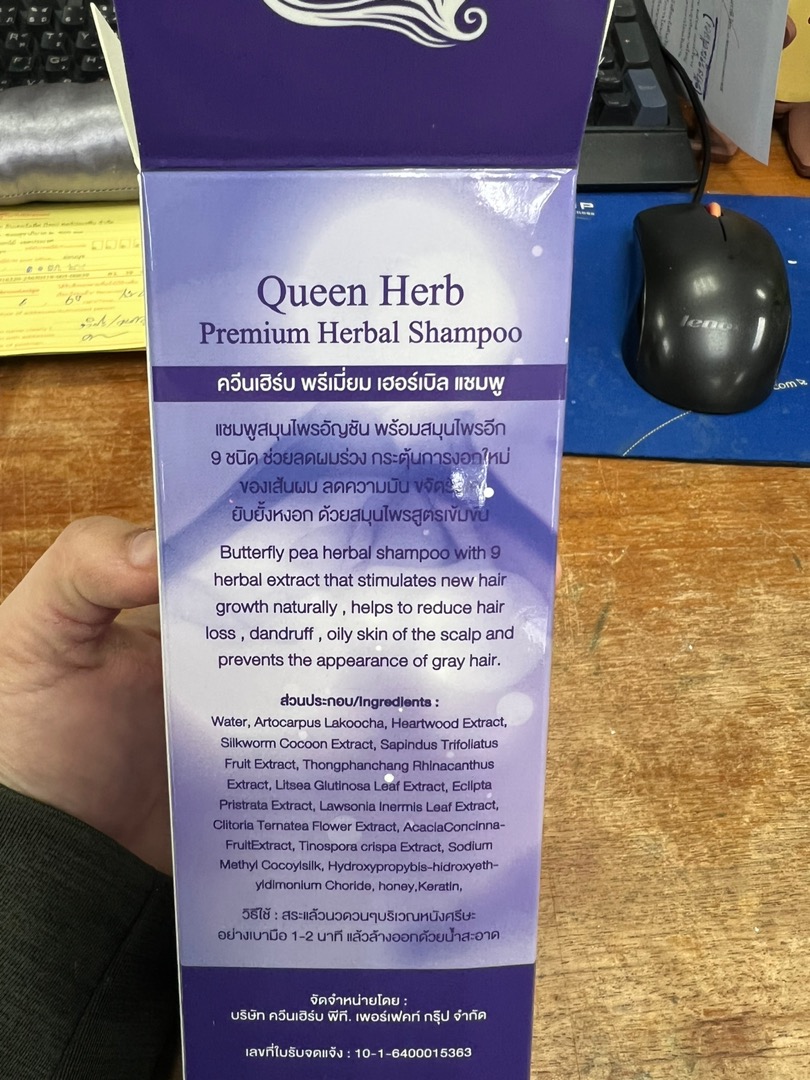 Queen Herb
Premium Herbal Shampoo
ควีนเฮิร์บ พรีเมี่ยม เฮอร์เบิล แชมพู
แชมพูสมุนไพรอัญชัน พร้อมสมุนไพรอีก
9 ชนิด ช่วยลดผมร่วง กระตุ้นการงอกใหม่
ของเส้นผม ลดความมัน
ยับยั้งหงอก ด้วยสมุนไพรสูตรเข้มข้น
Butterfly pea herbal shampoo with 9
herbal extract that stimulates new hair
growth naturally , helps to reduce hair
loss , dandruff , oily skin of the scalp and
prevents the appearance of gray hair.
ส่วนประกอบ/Ingredients :
Water, Artocarpus Lakoocha, Heartwood Extract,
Silkworm Cocoon Extract, Sapindus Trifoliatus
Fruit Extract, Thongphanchang Rhinacanthus
Extract, Litsea Glutinosa Leaf Extract, Eclipta
Pristrata Extract, Lawsonia Inermis Leaf Extract,
Clitoria Ternatea Flower Extract, AcaciaConcinna-
FruitExtract, Tinospora crispa Extract, Sodium
Methyl Cocoylsilk, Hydroxypropybis-hidroxyeth-
yldimonium Choride, honey,Keratin,
วิธีใช้ : สระแล้วนวดวนๆบริเวณหนังศรีษะ
อย่างเบามือ 1-2 นาที แล้วล้างออกด้วยน้ำสะอาด
จัดจำหน่ายโดย :
บริษัท ควีนเฮิร์บ พีที. เพอร์เฟคท์ กรุ๊ป จำกัด
เลขที่ใบรับจดแจ้ง : 10-1-6400015363